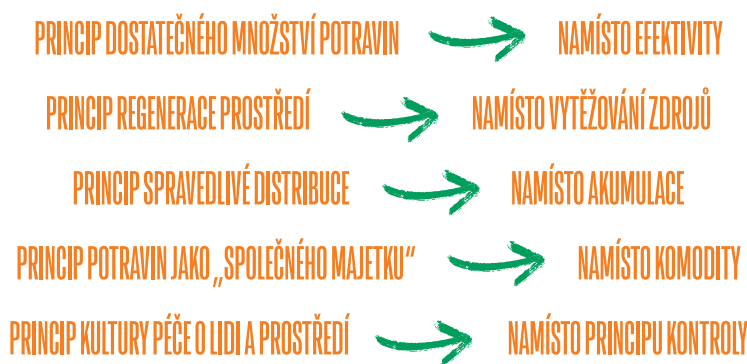 PRINCIP DOSTATEČNÉHO MNOŽSTVÍ POTRAVIN NAMÍSTO EFEKTIVITY
PRINCIP REGENERACE PROSTŘEDÍ NAMÍSTO VYTĚŽOVÁNÍ ZDROJŮ
PRINCIP SPRAVEDLIVÉ DISTRIBUCE NAMÍSTO AKUMULACE
PRINCIP POTRAVIN JAKO „SPOLEČNÉHO MAJETKU“ NAMÍSTO KOMODITY
PRINCIP KULTURY PÉČE O LIDI A PROSTŘEDÍ NAMÍSTO PRINCIPU KONTROLY